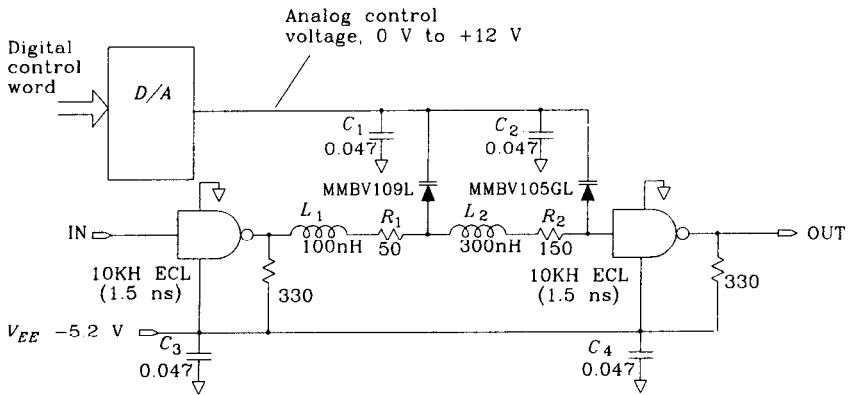 Analog control
voltage, 0 V to +12 V
Digital
control
word
D/A
C1
0.047
C2
0.047
MMBV109L
MMBV105GL
IN
L1
100nH
R1
50
L2
300nH
R2
150
OUT
10KH ECL
(1.5 ns)
330
10KH ECL
(1.5 ns)
330
VEE -5.2 V
C3
0.047
C4
0.047